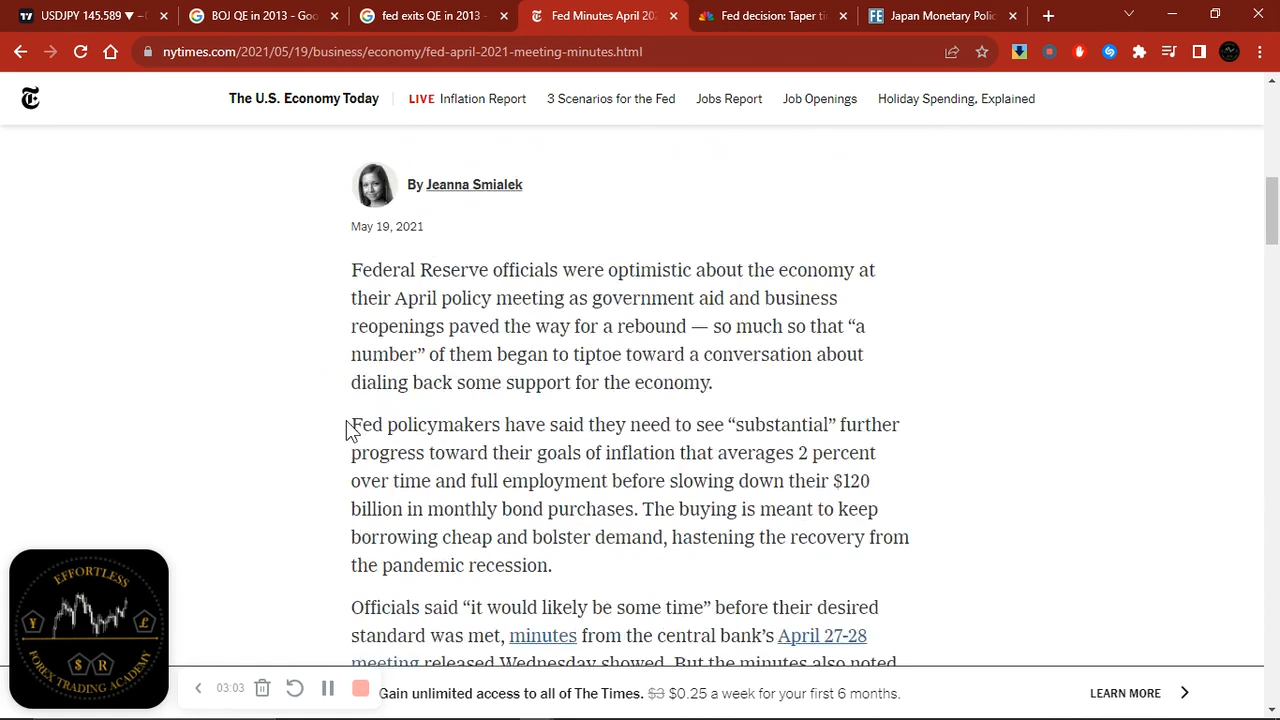 USDJPY 145.589 ▼ −
BOJ QE in 2013 - Goo
fed exits QE in 2013 -
Fed Minutes April 202
Fed decision: Taper ti
Japan Monetary Polic
nytimes.com/2021/05/19/business/economy/fed-april-2021-meeting-minutes.html
The U.S. Economy Today
LIVE Inflation Report
3 Scenarios for the Fed
Jobs Report
Job Openings
Holiday Spending, Explained
By Jeanna Smialek
May 19, 2021
Federal Reserve officials were optimistic about the economy at
their April policy meeting as government aid and business
reopenings paved the way for a rebound — so much so that “a
number” of them began to tiptoe toward a conversation about
dialing back some support for the economy.
Fed policymakers have said they need to see “substantial” further
progress toward their goals of inflation that averages 2 percent
over time and full employment before slowing down their $120
billion in monthly bond purchases. The buying is meant to keep
borrowing cheap and bolster demand, hastening the recovery from
the pandemic recession.
Officials said “it would likely be some time” before their desired
standard was met, minutes from the central bank’s April 27-28
meeting released Wednesday showed. But the minutes also noted
EFFORTLESS
¥ £
$ R
FOREX TRADING ACADEMY
03:03
Gain unlimited access to all of The Times. $3 $0.25 a week for your first 6 months.
LEARN MORE